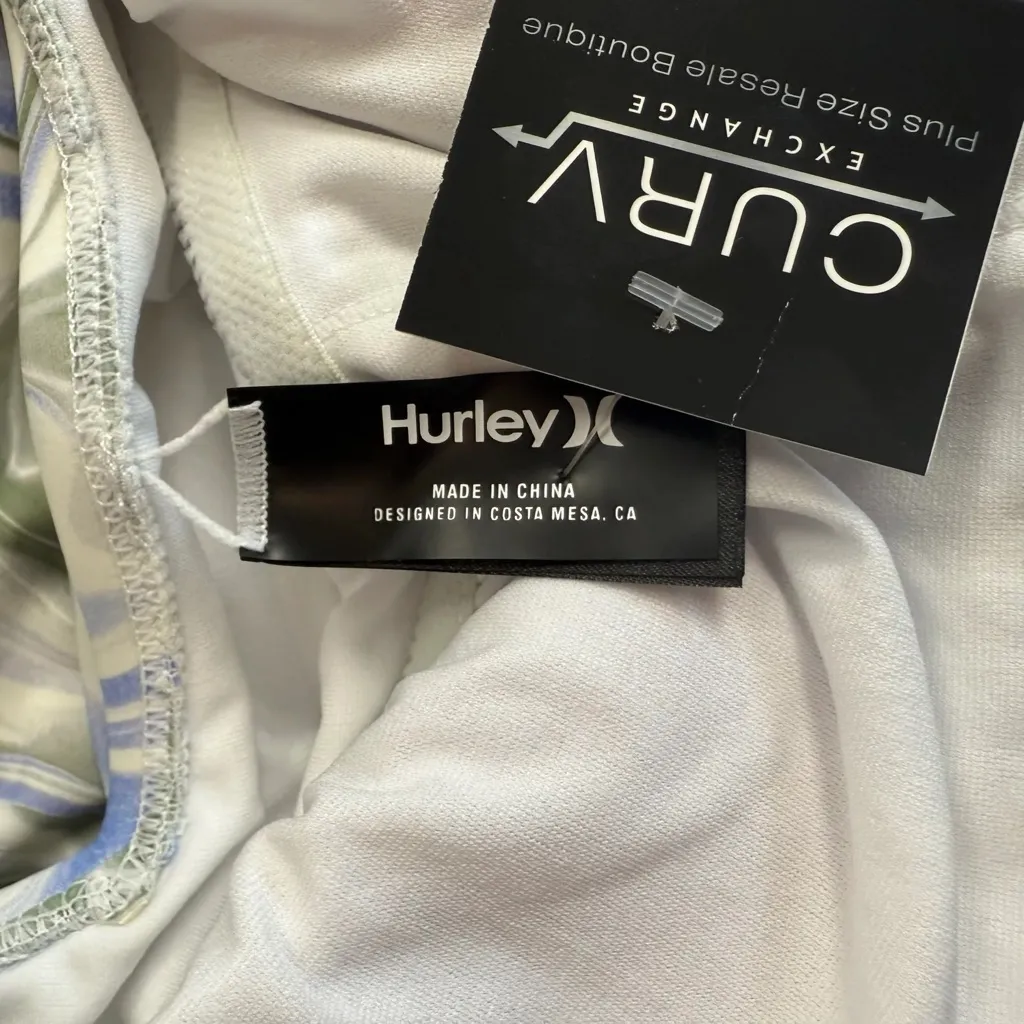 CURV
EXCHANGE
Plus Size Resale Boutique
Hurley
MADE IN CHINA
DESIGNED IN COSTA MESA, CA